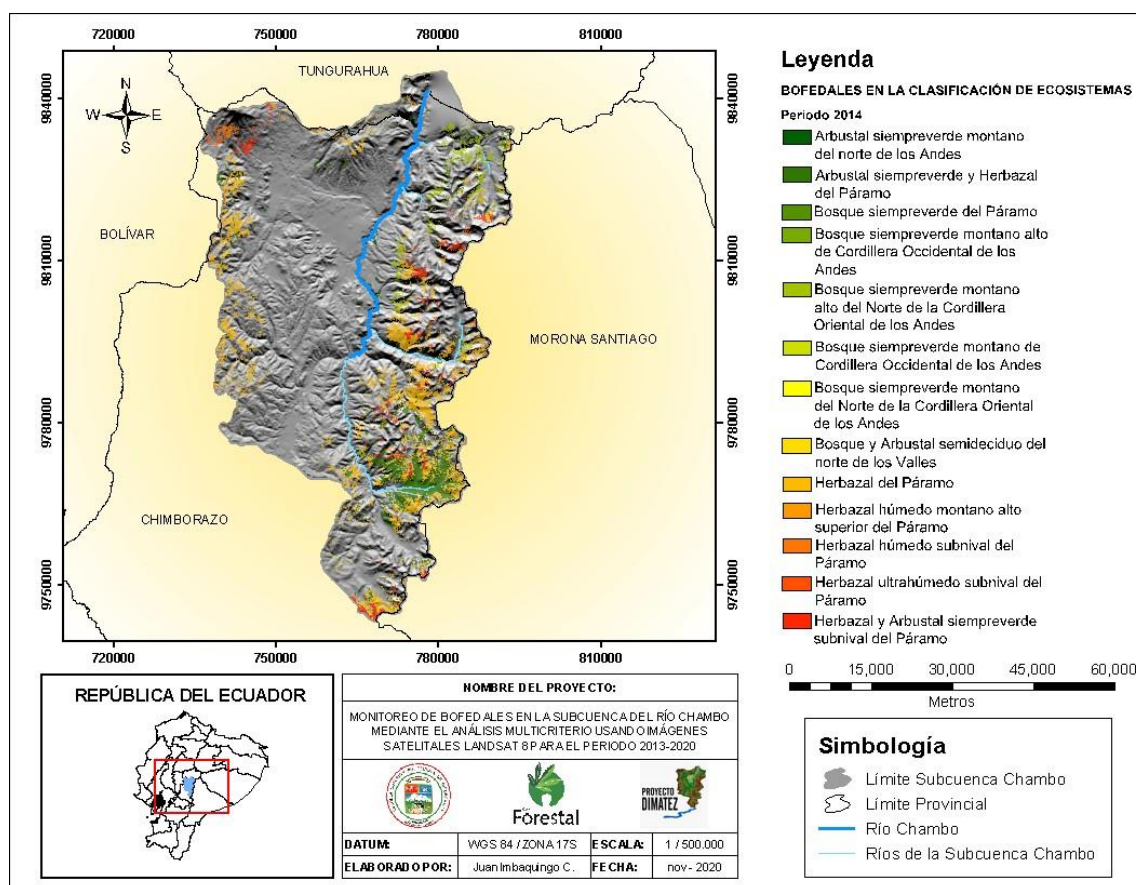 720000
750000
780000
810000
TUNGURAHUA
9840000
9840000
N
W
E
S
BOLÍVAR
9810000
9810000
MORONA SANTIAGO
9780000
9780000
CHIMBORAZO
9750000
9750000
720000
750000
780000
810000
Leyenda
BOFEDALES EN LA CLASIFICACIÓN DE ECOSISTEMAS
Periodo 2014
Arbustal siempreverde montano
del norte de los Andes
Arbustal siempreverde y Herbazal
del Páramo
Bosque siempreverde del Páramo
Bosque siempreverde montano alto
de Cordillera Occidental de los
Andes
Bosque siempreverde montano
alto del Norte de la Cordillera
Oriental de los Andes
Bosque siempreverde montano de
Cordillera Occidental de los Andes
Bosque siempreverde montano
del Norte de la Cordillera Oriental
de los Andes
Bosque y Arbustal semideciduo del
norte de los Valles
Herbazal del Páramo
Herbazal húmedo montano alto
superior del Páramo
Herbazal húmedo subnival del
Páramo
Herbazal ultrahúmedo subnival del
Páramo
Herbazal y Arbustal siempreverde
subnival del Páramo
0 15,000 30,000 45,000 60,000
Metros
REPÚBLICA DEL ECUADOR
NOMBRE DEL PROYECTO:
MONITOREO DE BOFEDALES EN LA SUBCUENCA DEL RÍO CHAMBO
MEDIANTE EL ANÁLISIS MULTICRITERIO USANDO IMÁGENES
SATELITALES LANDSAT 8 PARA EL PERIODO 2013-2020
Forestal
PROYECTO
DIMATEZ
DATUM: WGS 84 / ZONA 17S ESCALA: 1 / 500.000
ELABORADO POR: Juan Imbaquingo C. FECHA: nov - 2020
Simbología
Límite Subcuenca Chambo
Límite Provincial
Río Chambo
Ríos de la Subcuenca Chambo